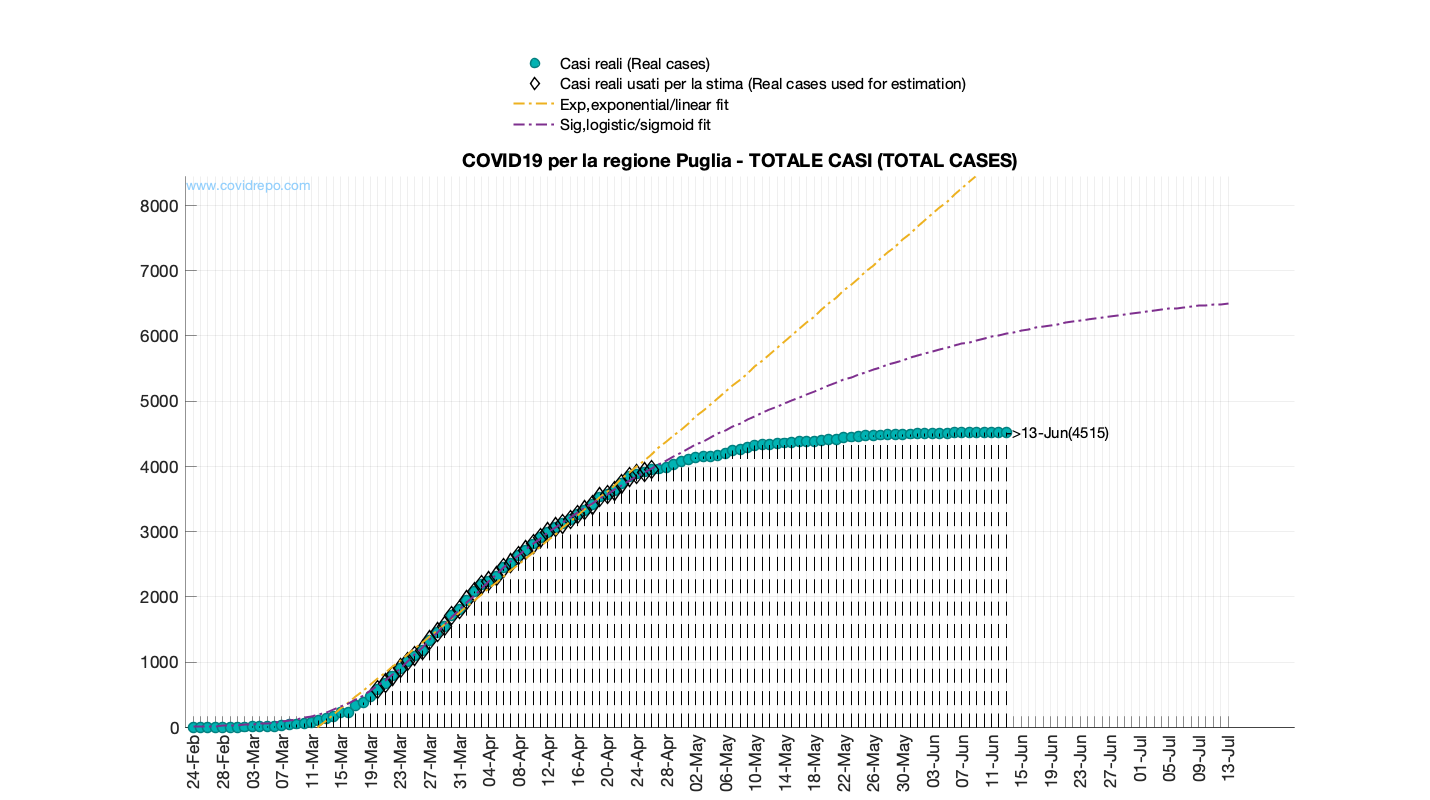 Casi reali (Real cases)
Casi reali usati per la stima (Real cases used for estimation)
Exp,exponential/linear fit
Sig,logistic/sigmoid fit
COVID19 per la regione Puglia - TOTALE CASI (TOTAL CASES)
www.covidrepo.com
8000
7000
6000
5000
4000
3000
2000
1000
0
>13-Jun(4515)
24-Feb
28-Feb
03-Mar
07-Mar
11-Mar
15-Mar
19-Mar
23-Mar
27-Mar
31-Mar
04-Apr
08-Apr
12-Apr
16-Apr
20-Apr
24-Apr
28-Apr
02-May
06-May
10-May
14-May
18-May
22-May
26-May
30-May
03-Jun
07-Jun
11-Jun
15-Jun
19-Jun
23-Jun
27-Jun
01-Jul
05-Jul
09-Jul
13-Jul